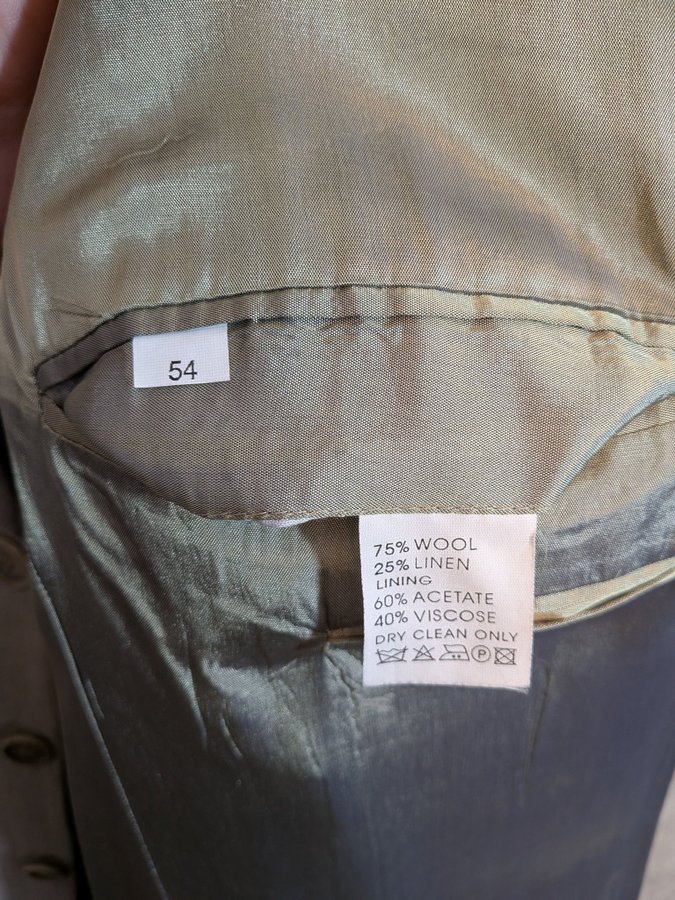 54
75% WOOL
25% LINEN
LINING
60% ACETATE
40% VISCOSE
DRY CLEAN ONLY
P